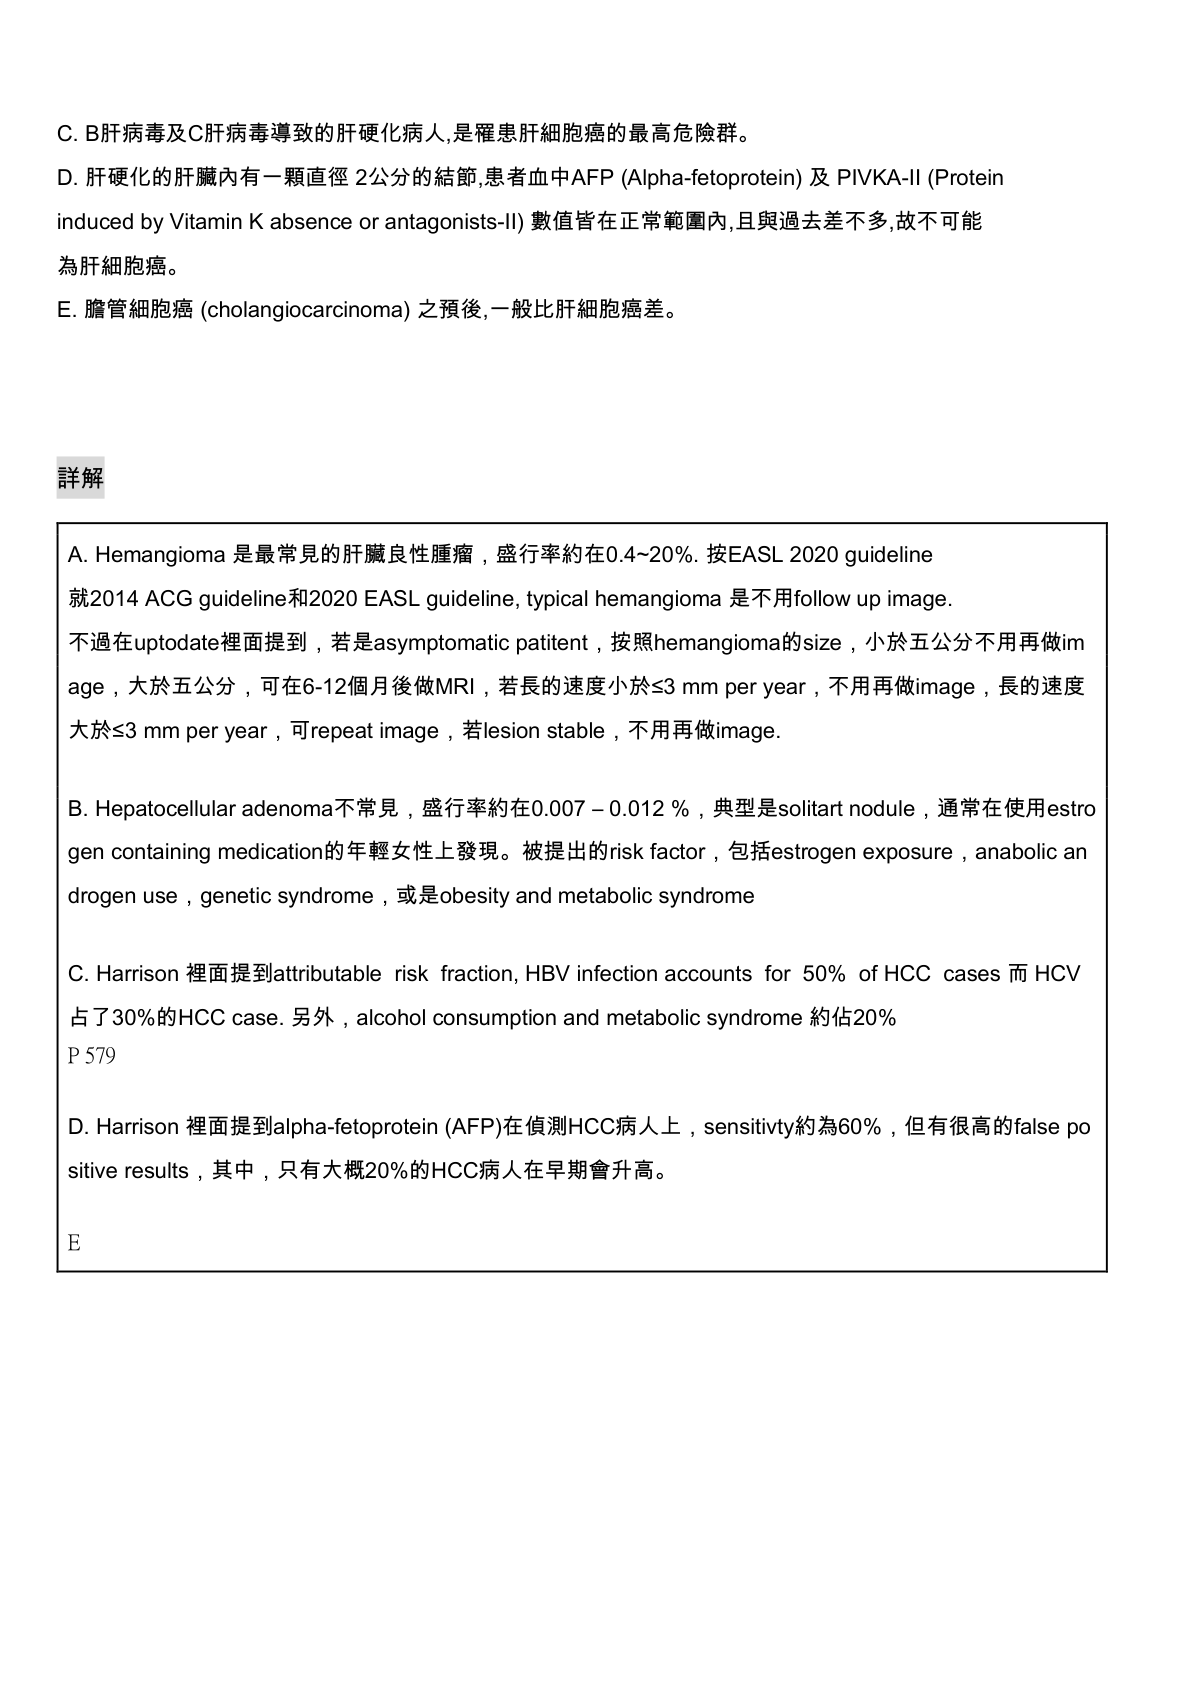 C. B肝病毒及C肝病毒導致的肝硬化病人,是罹患肝細胞癌的最高危險群。
D. 肝硬化的肝臟內有一顆直徑 2公分的結節,患者血中AFP (Alpha-fetoprotein) 及 PIVKA-II (Protein
induced by Vitamin K absence or antagonists-II) 數值皆在正常範圍內,且與過去差不多,故不可能
為肝細胞癌。
E. 膽管細胞癌 (cholangiocarcinoma) 之預後,一般比肝細胞癌差。
詳解
A. Hemangioma 是最常見的肝臟良性腫瘤，盛行率約在0.4~20%. 按EASL 2020 guideline
就2014 ACG guideline和2020 EASL guideline, typical hemangioma 是不用follow up image.
不過在uptodate裡面提到，若是asymptomatic patitent，按照hemangioma的size，小於五公分不用再做im
age，大於五公分，可在6-12個月後做MRI，若長的速度小於≤3 mm per year，不用再做image，長的速度
大於≤3 mm per year，可repeat image，若lesion stable，不用再做image.
B. Hepatocellular adenoma不常見，盛行率約在0.007 – 0.012 %，典型是solitart nodule，通常在使用estro
gen containing medication的年輕女性上發現。被提出的risk factor，包括estrogen exposure，anabolic an
drogen use，genetic syndrome，或是obesity and metabolic syndrome
C. Harrison 裡面提到attributable risk fraction, HBV infection accounts for 50% of HCC cases 而 HCV
占了30%的HCC case. 另外，alcohol consumption and metabolic syndrome 約佔20%
P 579
D. Harrison 裡面提到alpha-fetoprotein (AFP)在偵測HCC病人上，sensitivty約為60%，但有很高的false po
sitive results，其中，只有大概20%的HCC病人在早期會升高。
E